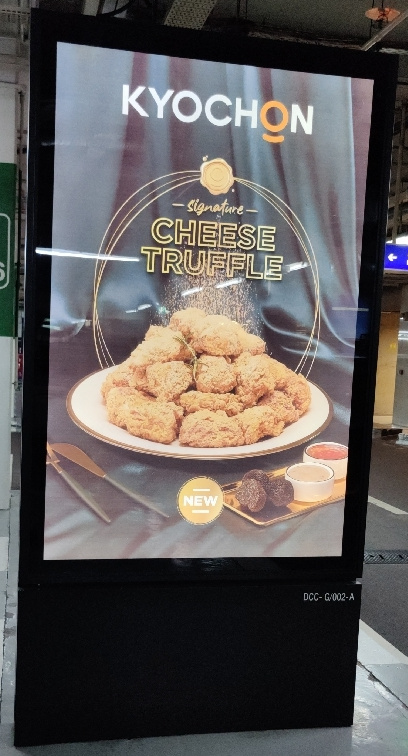 KYOCHON
Signature
CHEESE
TRUFFLE
NEW
DCC-G/002-A